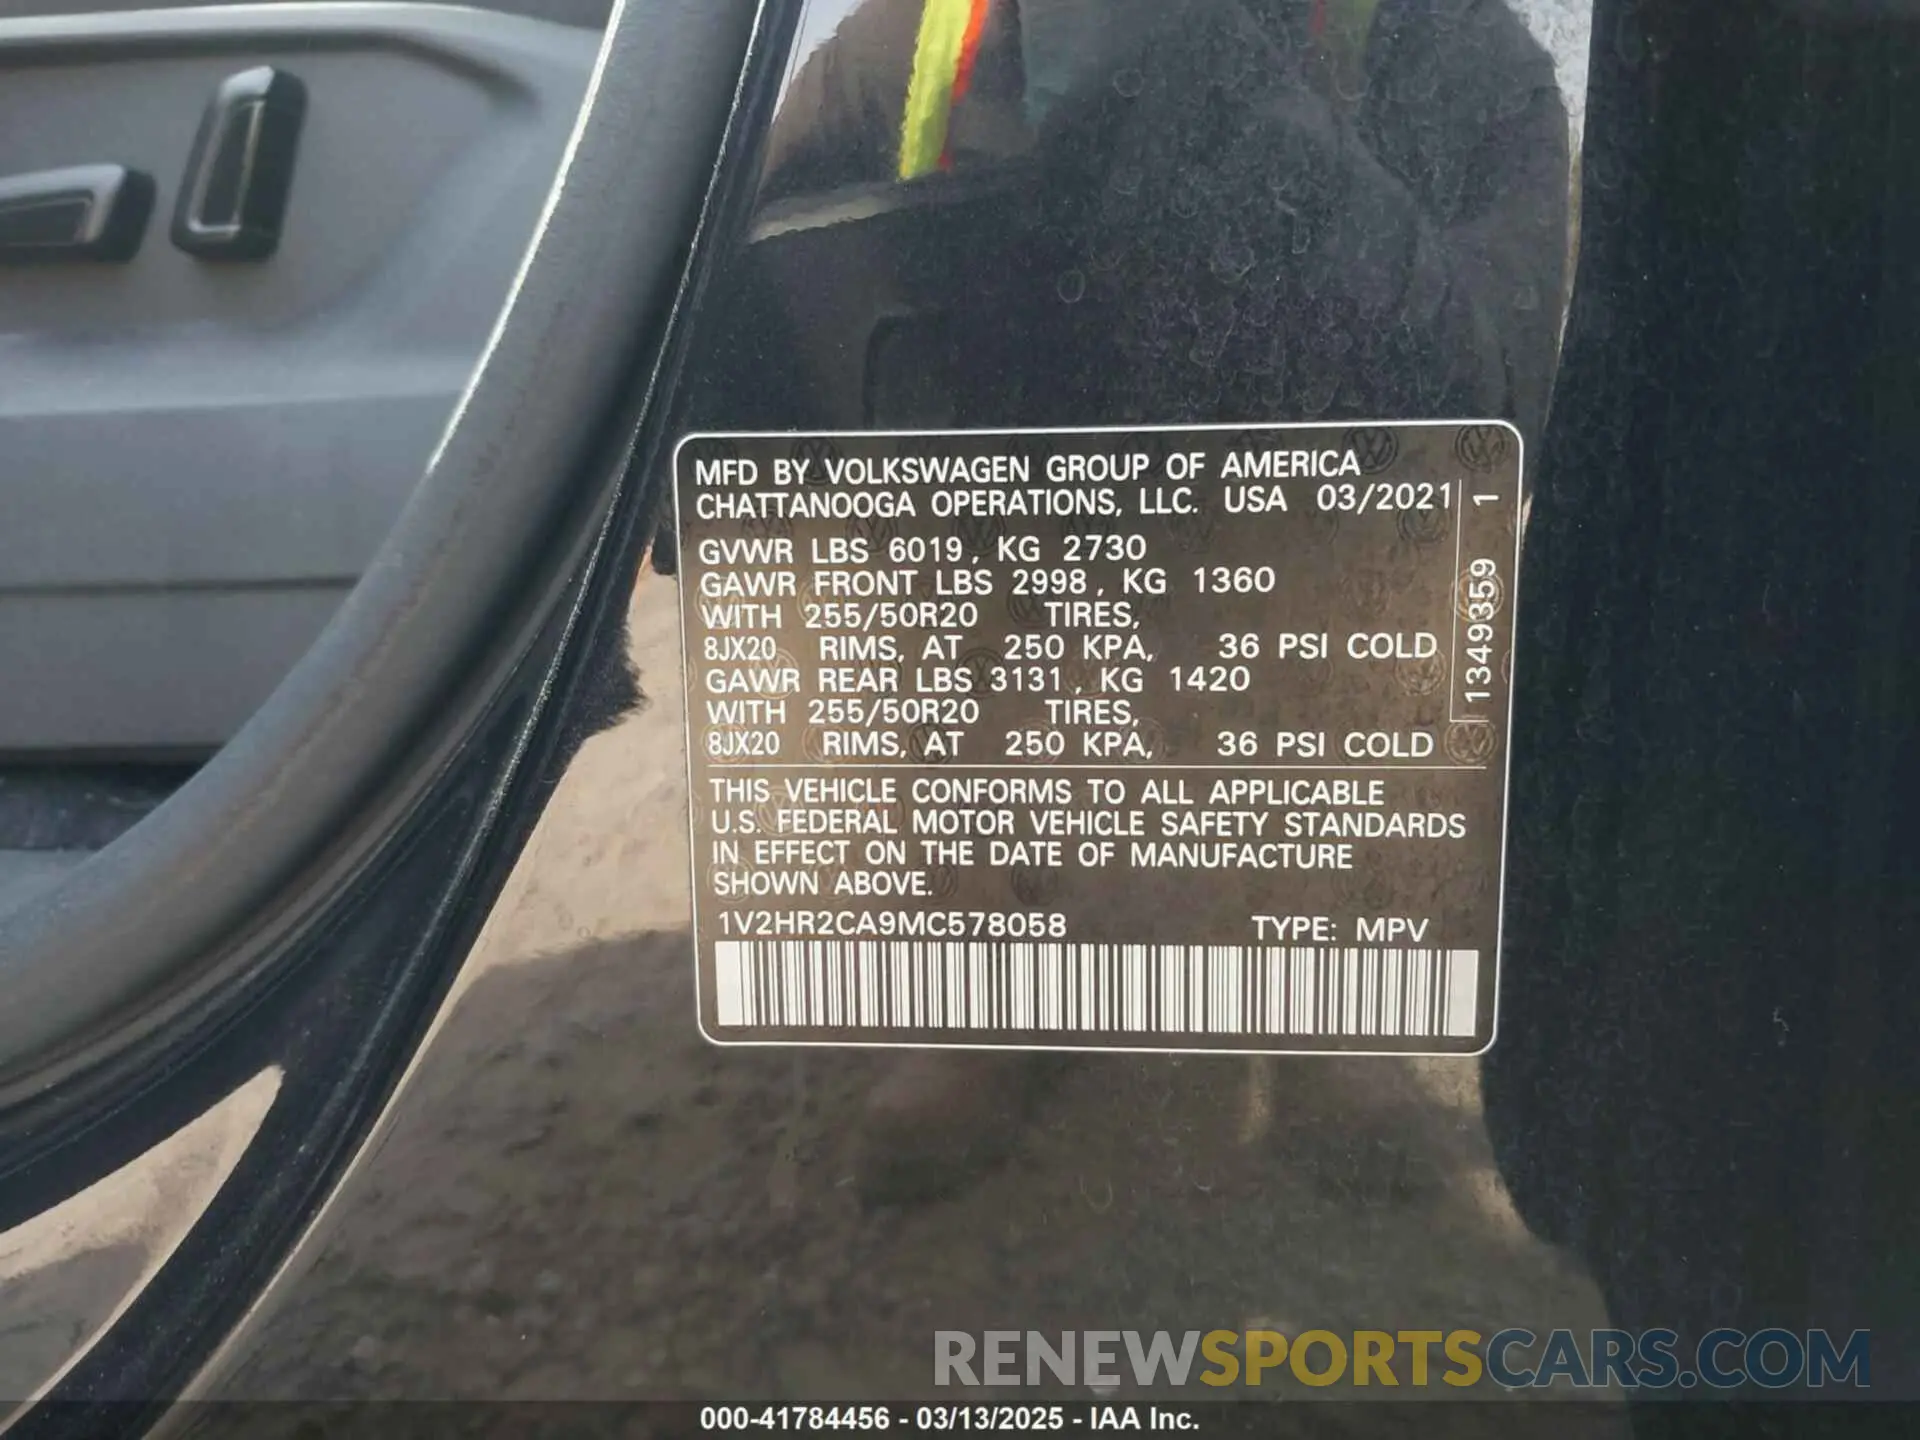 MFD BY VOLKSWAGEN GROUP OF AMERICA
CHATTANOOGA OPERATIONS, LLC. USA 03/2021
GVWR LBS 6019, KG 2730
GAWR FRONT LBS 2998, KG 1360
WITH 255/50R20 TIRES,
8JX20 RIMS, AT 250 KPA, 36 PSI COLD
GAWR REAR LBS 3131, KG 1420
WITH 255/50R20 TIRES,
8JX20 RIMS, AT 250 KPA, 36 PSI COLD
1349359 1
THIS VEHICLE CONFORMS TO ALL APPLICABLE
U.S. FEDERAL MOTOR VEHICLE SAFETY STANDARDS
IN EFFECT ON THE DATE OF MANUFACTURE
SHOWN ABOVE.
1V2HR2CA9MC578058 TYPE: MPV
RENEWSPORTSCARS.COM
000-41784456 - 03/13/2025 - IAA Inc.